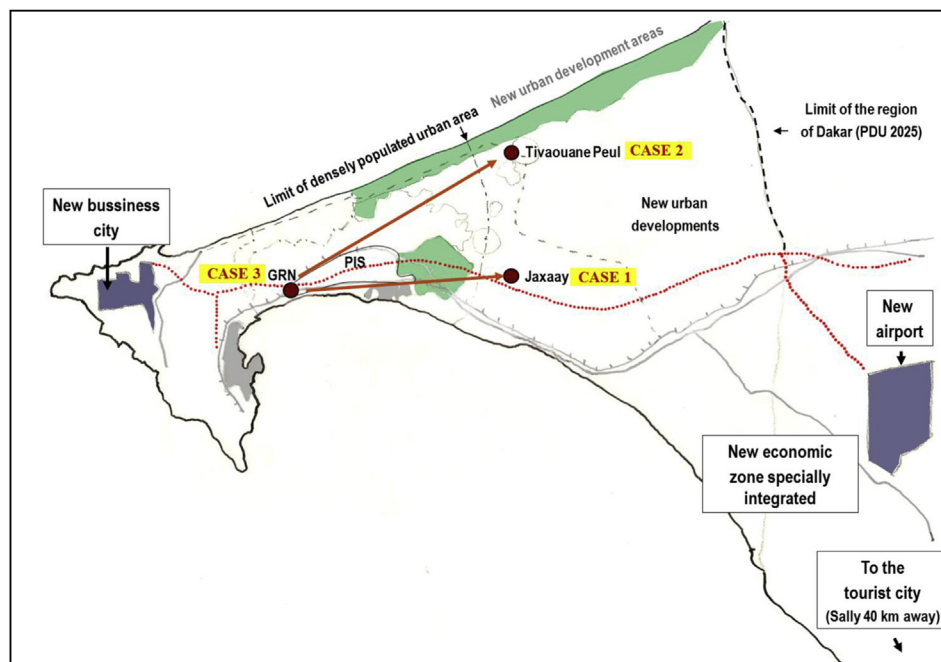 New urban development areas
Limit of densely populated urban area
Limit of the region
of Dakar (PDU 2025)
Tivaouane Peul CASE 2
New bussiness
city
New urban
developments
CASE 3 GRN
PIS
Jaxaay CASE 1
New
airport
New economic
zone specially
integrated
To the
tourist city
(Sally 40 km away)